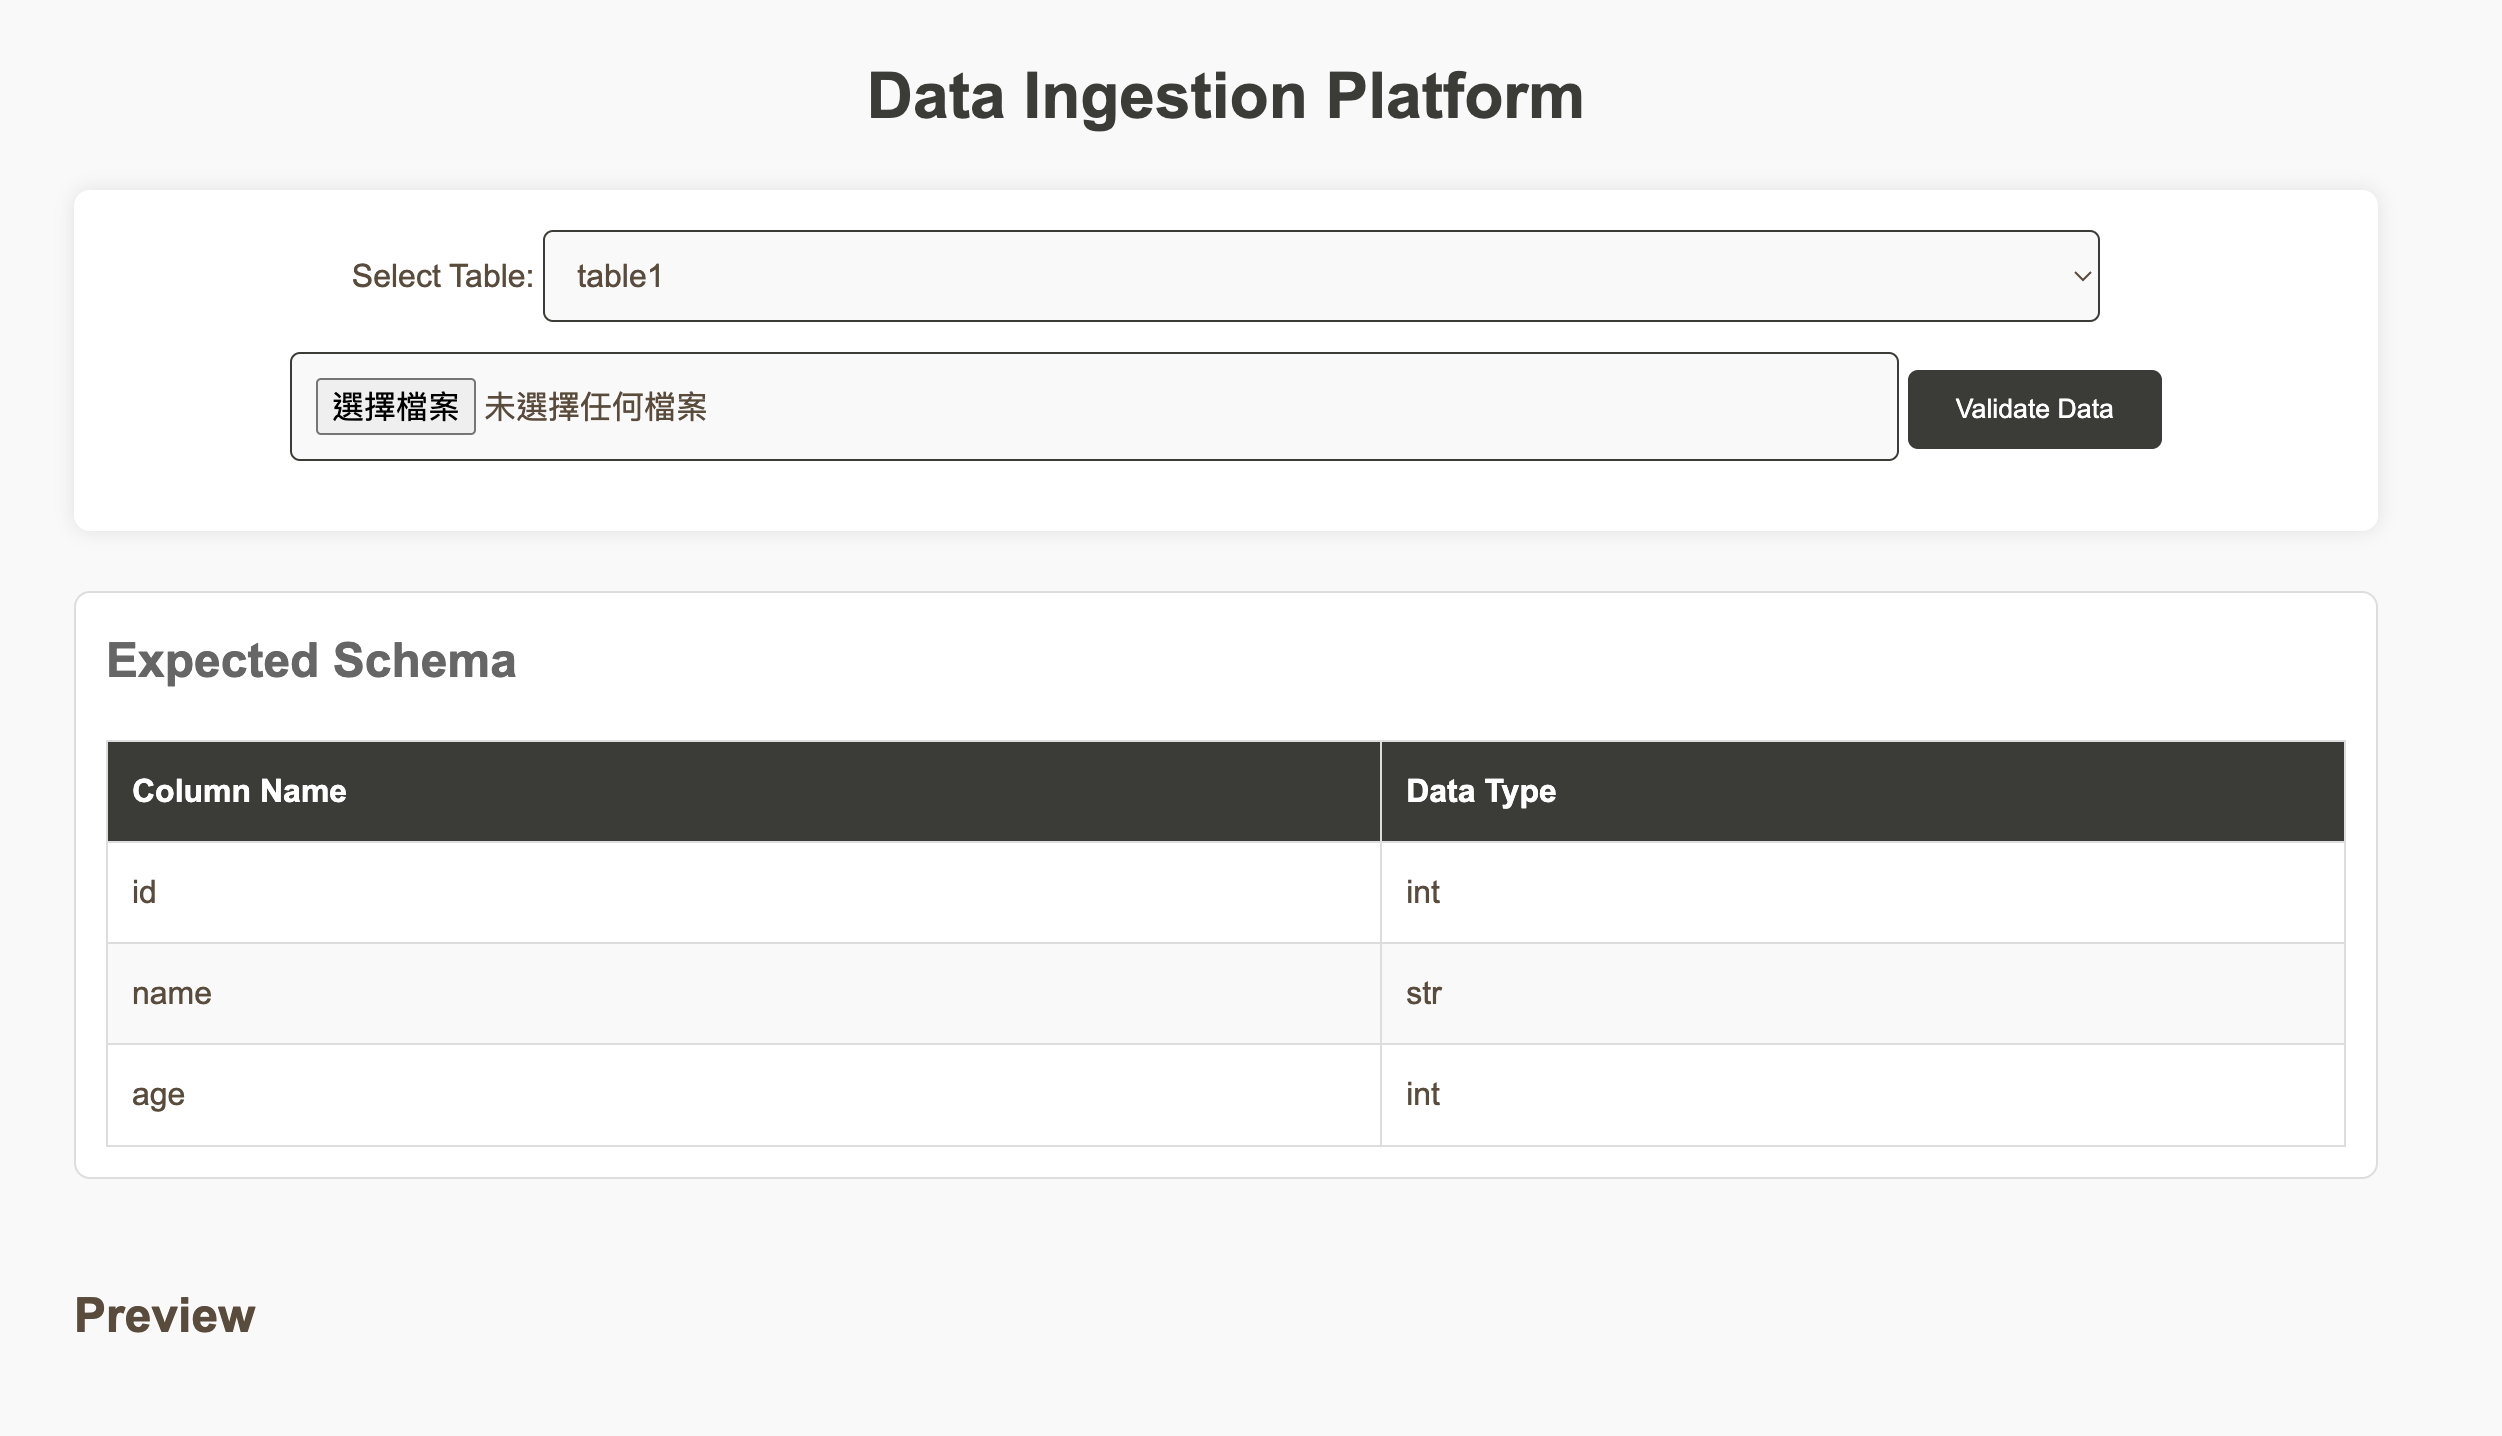 Data Ingestion Platform
Select Table: table1
選擇檔案 未選擇任何檔案 Validate Data
Expected Schema
Column Name Data Type
id int
name str
age int
Preview